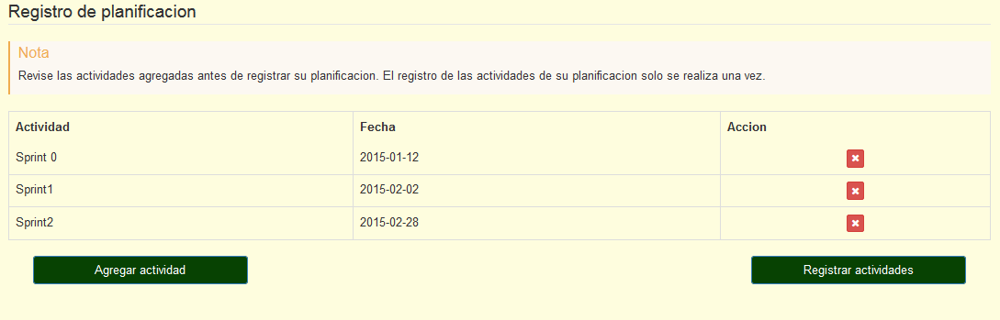 Registro de planificacion
Nota
Revise las actividades agregadas antes de registrar su planificacion. El registro de las actividades de su planificacion solo se realiza una vez.
Actividad Fecha Accion
Sprint 0 2015-01-12
Sprint1 2015-02-02
Sprint2 2015-02-28
Agregar actividad Registrar actividades